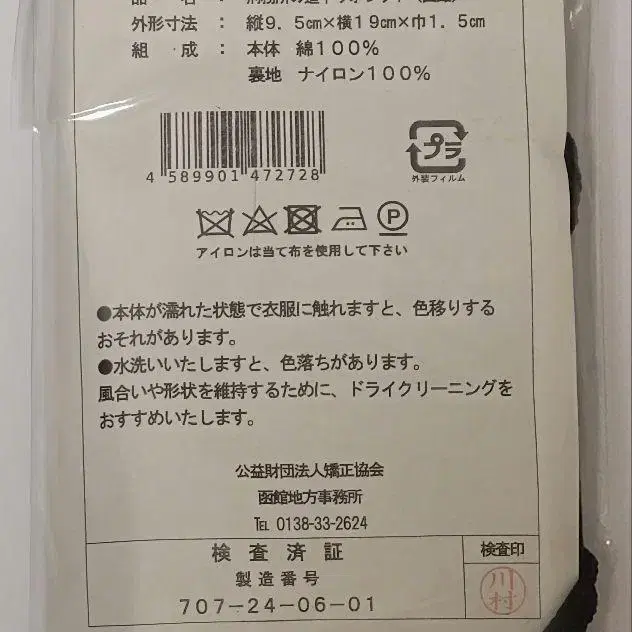 外形寸法 ： 縦9．5㎝×横19㎝×巾1．5㎝
組　成 ： 本体　綿100％
裏地　ナイロン100％
4 589901 472728
プラ
外装フィルム
P
アイロンは当て布を使用して下さい
●本体が濡れた状態で衣服に触れますと、色移りする
おそれがあります。
●水洗いいたしますと、色落ちがあります。
風合いや形状を維持するために、ドライクリーニングを
おすすめいたします。
公益財団法人矯正協会
函館地方事務所
℡ 0138-33-2624
検査済証
検査印
製造番号
707－24－06－01
川村